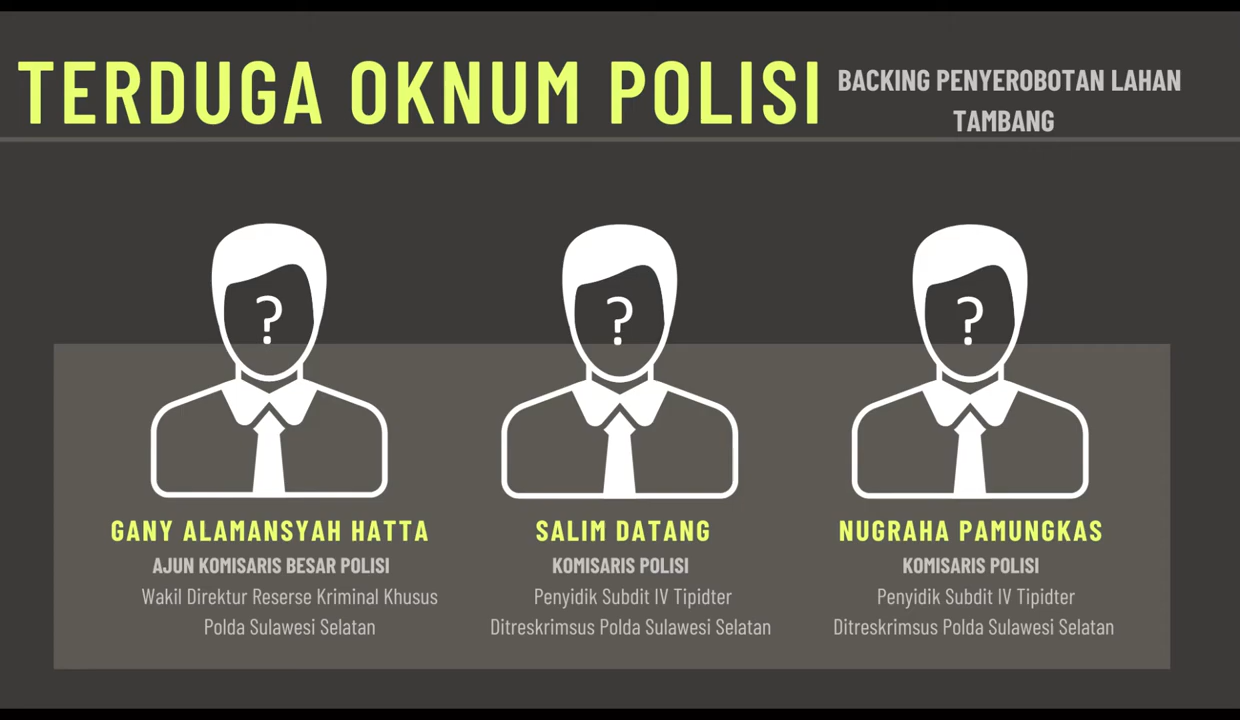 TERDUGA OKNUM POLISI
BACKING PENYEROBOTAN LAHAN
TAMBANG
?
?
?
GANY ALAMANSYAH HATTA
AJUN KOMISARIS BESAR POLISI
Wakil Direktur Reserse Kriminal Khusus
Polda Sulawesi Selatan
SALIM DATANG
KOMISARIS POLISI
Penyidik Subdit IV Tipidter
Ditreskrimsus Polda Sulawesi Selatan
NUGRAHA PAMUNGKAS
KOMISARIS POLISI
Penyidik Subdit IV Tipidter
Ditreskrimsus Polda Sulawesi Selatan